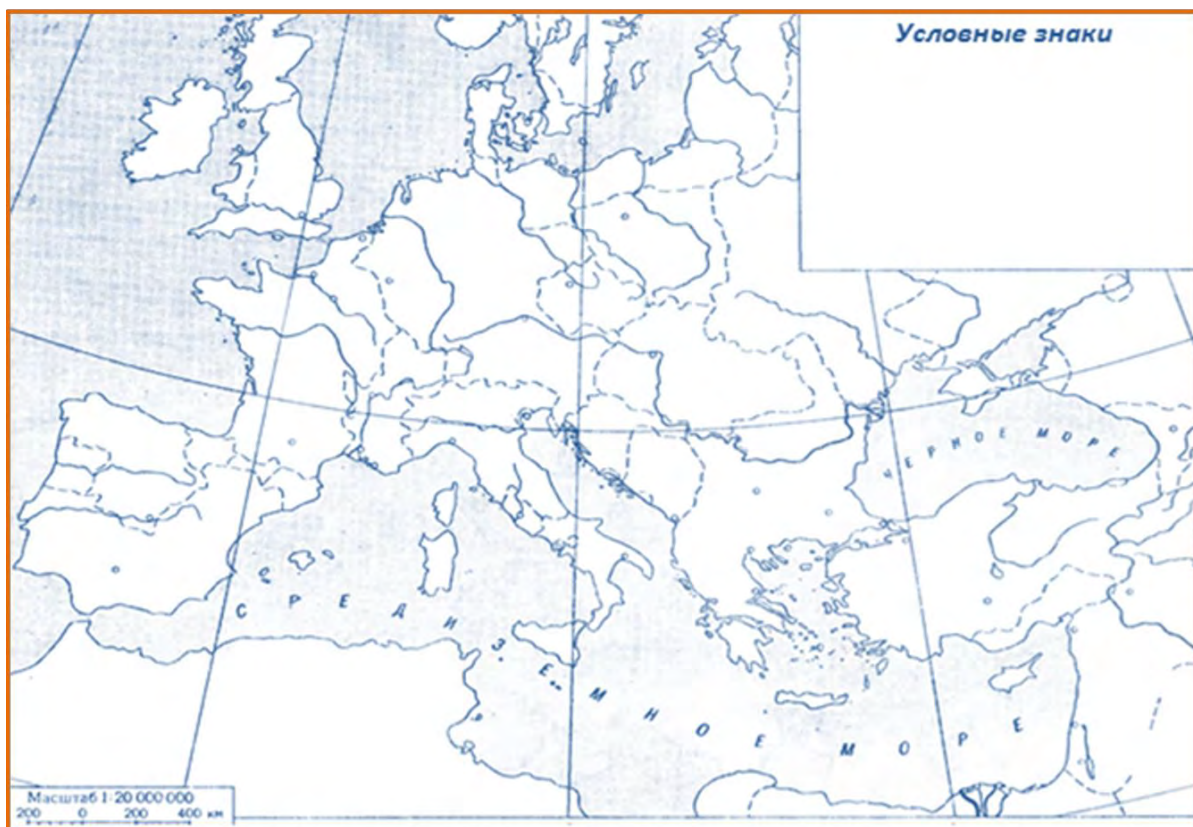 Условные знаки
ЧЕРНОЕ МОРЕ
СРЕДИЗЕМНОЕ МОРЕ
Масштаб 1:20 000 000
200 0 200 400 км